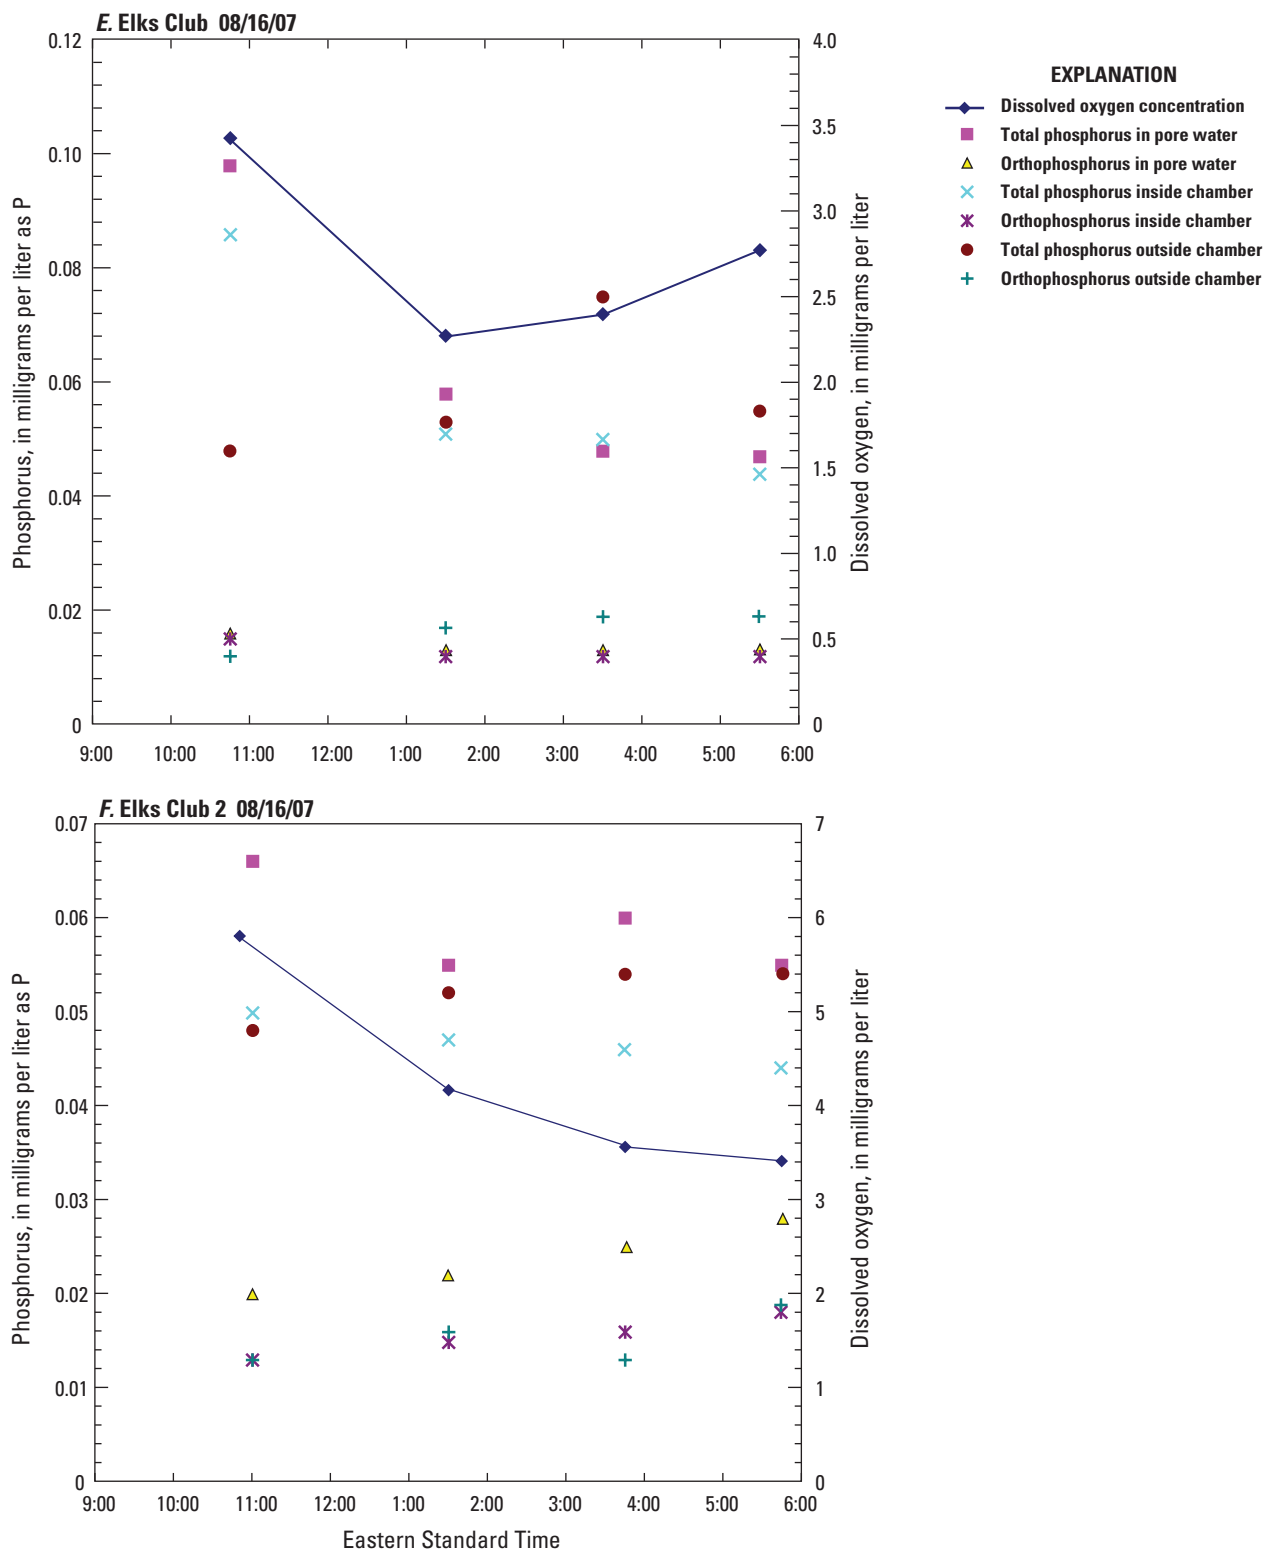 E. Elks Club 08/16/07
0.12
0.10
0.08
0.06
0.04
0.02
0
Phosphorus, in milligrams per liter as P
4.0
3.5
3.0
2.5
2.0
1.5
1.0
0.5
0
Dissolved oxygen, in milligrams per liter
9:00 10:00 11:00 12:00 1:00 2:00 3:00 4:00 5:00 6:00
EXPLANATION
Dissolved oxygen concentration
Total phosphorus in pore water
Orthophosphorus in pore water
Total phosphorus inside chamber
Orthophosphorus inside chamber
Total phosphorus outside chamber
Orthophosphorus outside chamber
F. Elks Club 2 08/16/07
0.07
0.06
0.05
0.04
0.03
0.02
0.01
0
Phosphorus, in milligrams per liter as P
7
6
5
4
3
2
1
0
Dissolved oxygen, in milligrams per liter
9:00 10:00 11:00 12:00 1:00 2:00 3:00 4:00 5:00 6:00
Eastern Standard Time